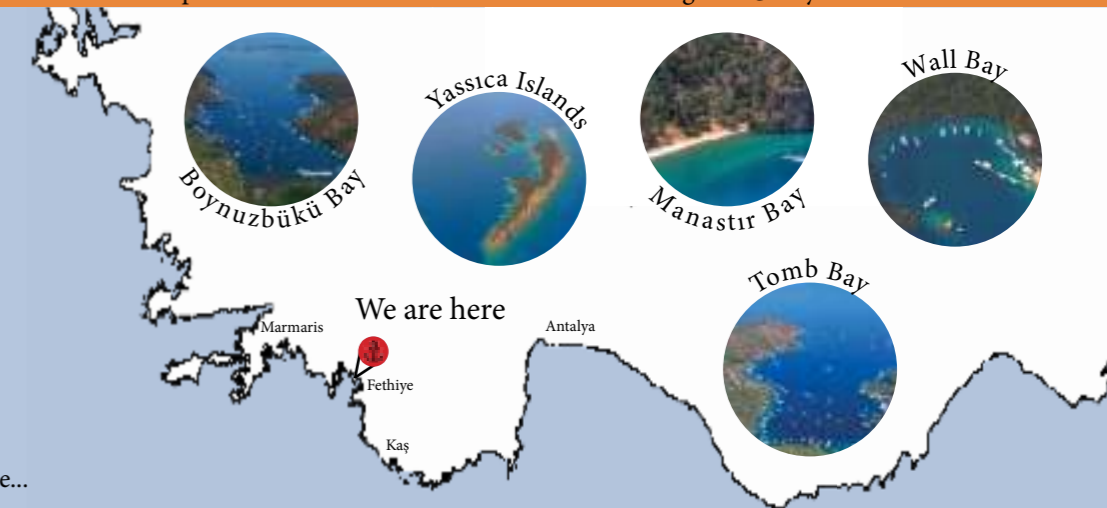 Yassıca Islands
Wall Bay
Boynuzbükü Bay
Manastır Bay
Tomb Bay
We are here
Marmaris
Antalya
Fethiye
Kaş
e...